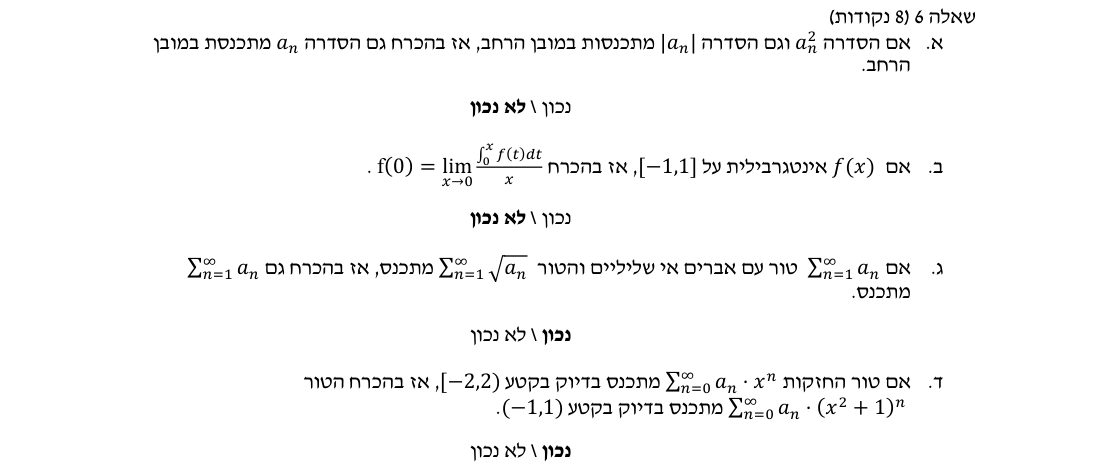 שאלה 6 (8 נקודות)
א. אם הסדרה $a_n^2$ וגם הסדרה $|a_n|$ מתכנסות במובן הרחב, אז בהכרח גם הסדרה $a_n$ מתכנסת במובן
הרחב.
נכון \ לא נכון
ב. אם $f(x)$ אינטגרבילית על $[-1,1]$, אז בהכרח $f(0) = \lim_{x \to 0} \frac{\int_0^x f(t)dt}{x}$ .
נכון \ לא נכון
ג. אם $\sum_{n=1}^{\infty} a_n$ טור עם אברים אי שליליים והטור $\sum_{n=1}^{\infty} \sqrt{a_n}$ מתכנס, אז בהכרח גם $\sum_{n=1}^{\infty} a_n$
מתכנס.
נכון \ לא נכון
ד. אם טור החזקות $\sum_{n=0}^{\infty} a_n \cdot x^n$ מתכנס בדיוק בקטע $[-2,2)$, אז בהכרח הטור
$\sum_{n=0}^{\infty} a_n \cdot (x^2 + 1)^n$ מתכנס בדיוק בקטע $(-1,1)$.
נכון \ לא נכון